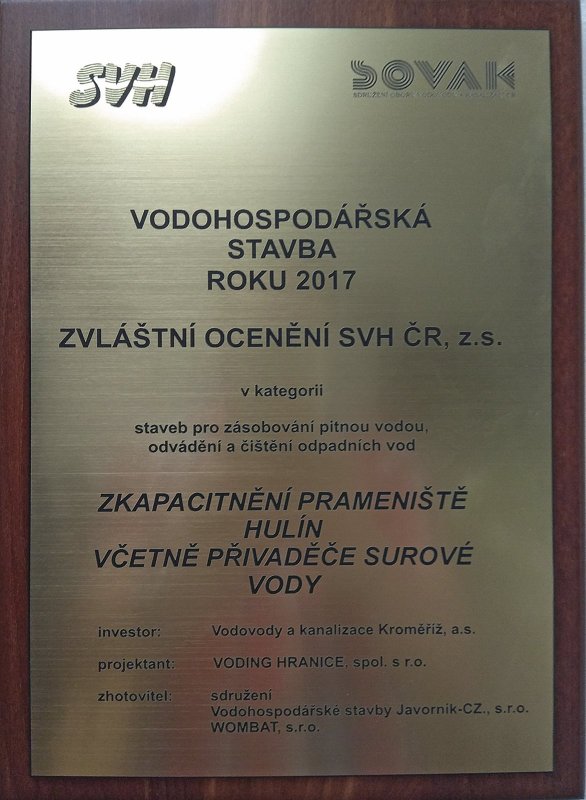 SVH
SOVAK
VODOHOSPODÁŘSKÁ
STAVBA
ROKU 2017
ZVLÁŠTNÍ OCENĚNÍ SVH ČR, z.s.
v kategorii
staveb pro zásobování pitnou vodou,
odvádění a čištění odpadních vod
ZKAPACITNĚNÍ PRAMENIŠTĚ
HULÍN
VČETNĚ PŘIVADĚČE SUROVÉ
VODY
investor: Vodovody a kanalizace Kroměříž, a.s.
projektant: VODING HRANICE, spol. s r.o.
zhotovitel: sdružení
Vodohospodářské stavby Javorník-CZ., s.r.o.
WOMBAT, s.r.o.